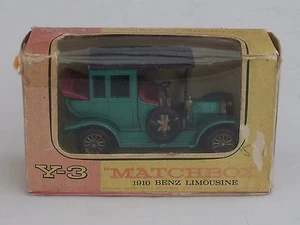 Y-3 "MATCHBOX"
1910 BENZ LIMOUSINE